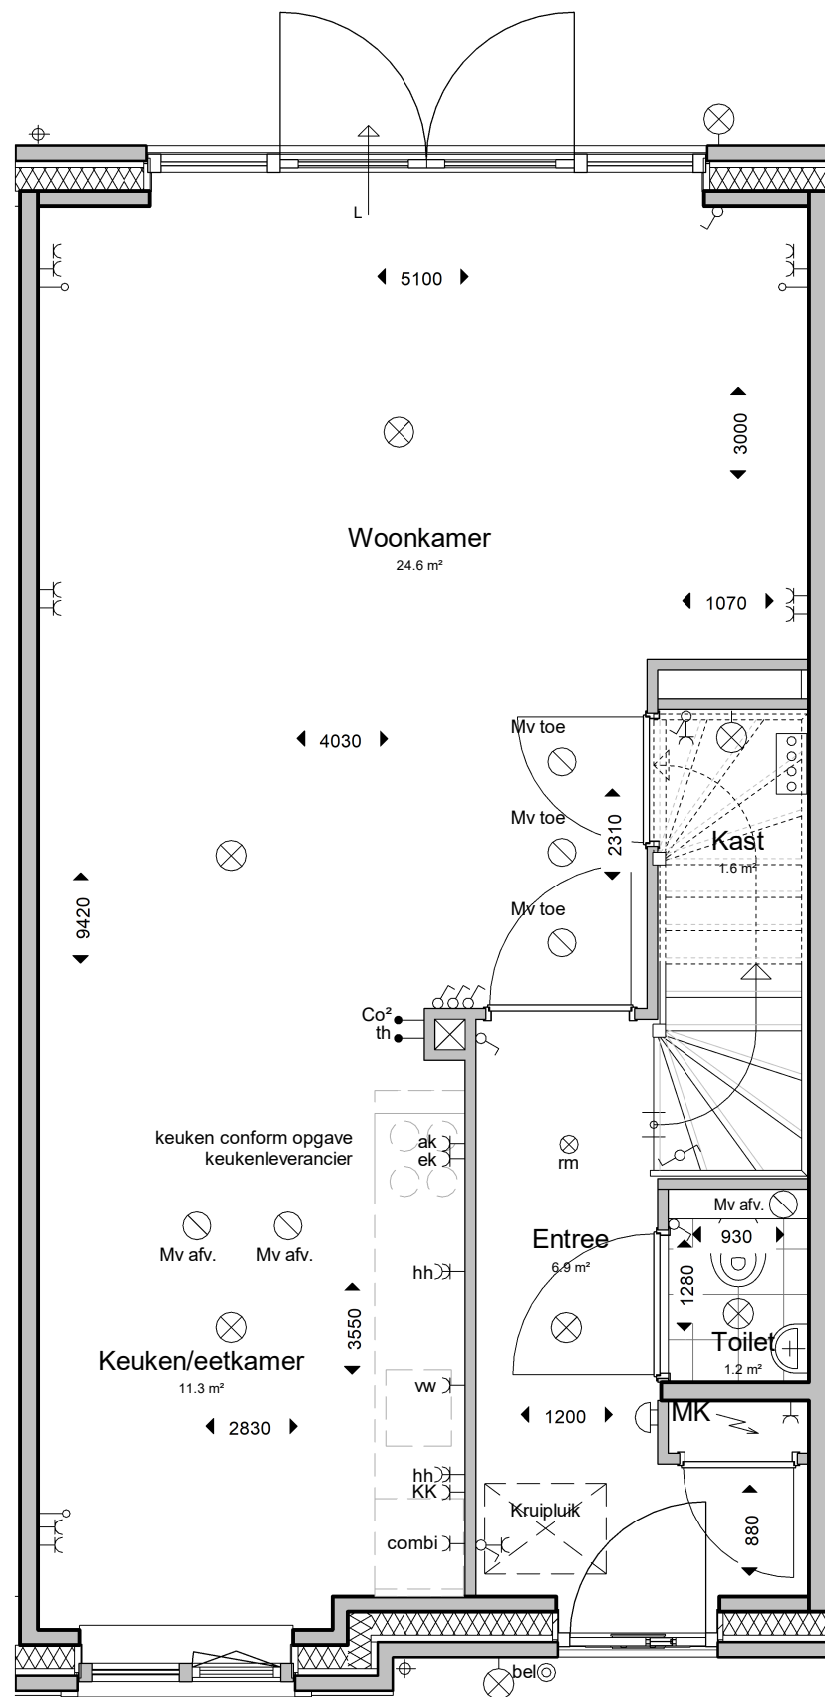 L
5100
3000
Woonkamer
24.6 m²
1070
Mv toe
4030
2310
Mv toe
Kast
1.6 m²
9420
Mv toe
Co²
th
keuken conform opgave
keukenleverancier
ak
ek
rm
Mv afv.
Mv afv.
Mv afv.
930
Entree
6.9 m²
1280
hh
3550
Keuken/eetkamer
11.3 m²
Toilet
1.2 m²
vw
2830
1200
MK
hh
KK
Kruipluik
880
combi
bel